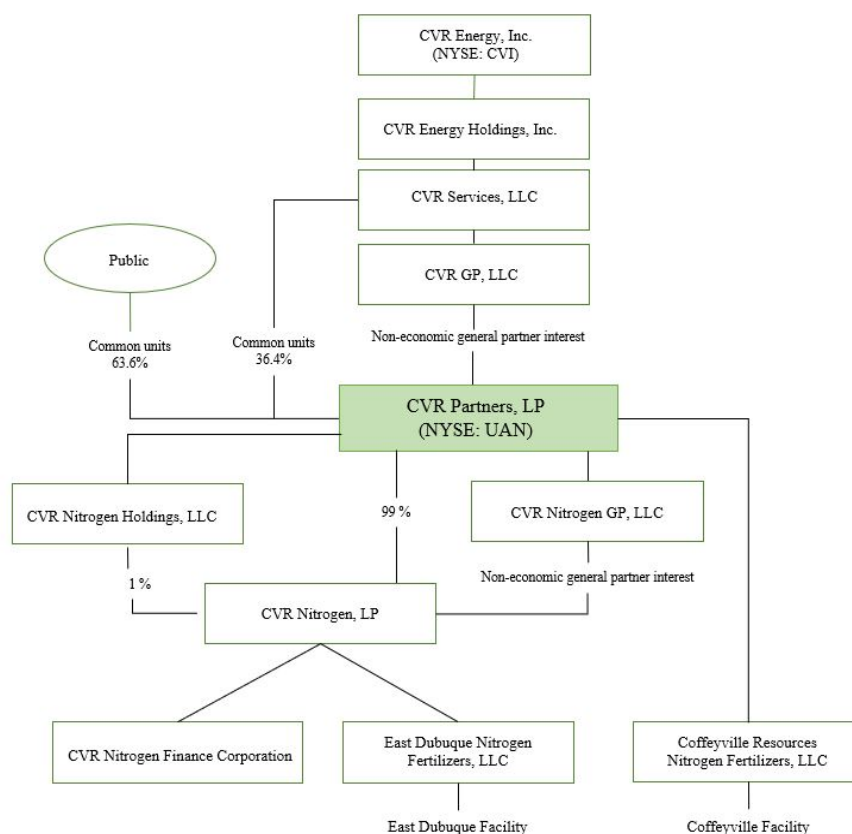 CVR Energy, Inc.
(NYSE: CVI)
CVR Energy Holdings, Inc.
CVR Services, LLC
Public
CVR GP, LLC
Non-economic general partner interest
Common units
63.6%
Common units
36.4%
CVR Partners, LP
(NYSE: UAN)
CVR Nitrogen Holdings, LLC
99 %
CVR Nitrogen GP, LLC
Non-economic general partner interest
1 %
CVR Nitrogen, LP
CVR Nitrogen Finance Corporation
East Dubuque Nitrogen
Fertilizers, LLC
Coffeyville Resources
Nitrogen Fertilizers, LLC
East Dubuque Facility
Coffeyville Facility